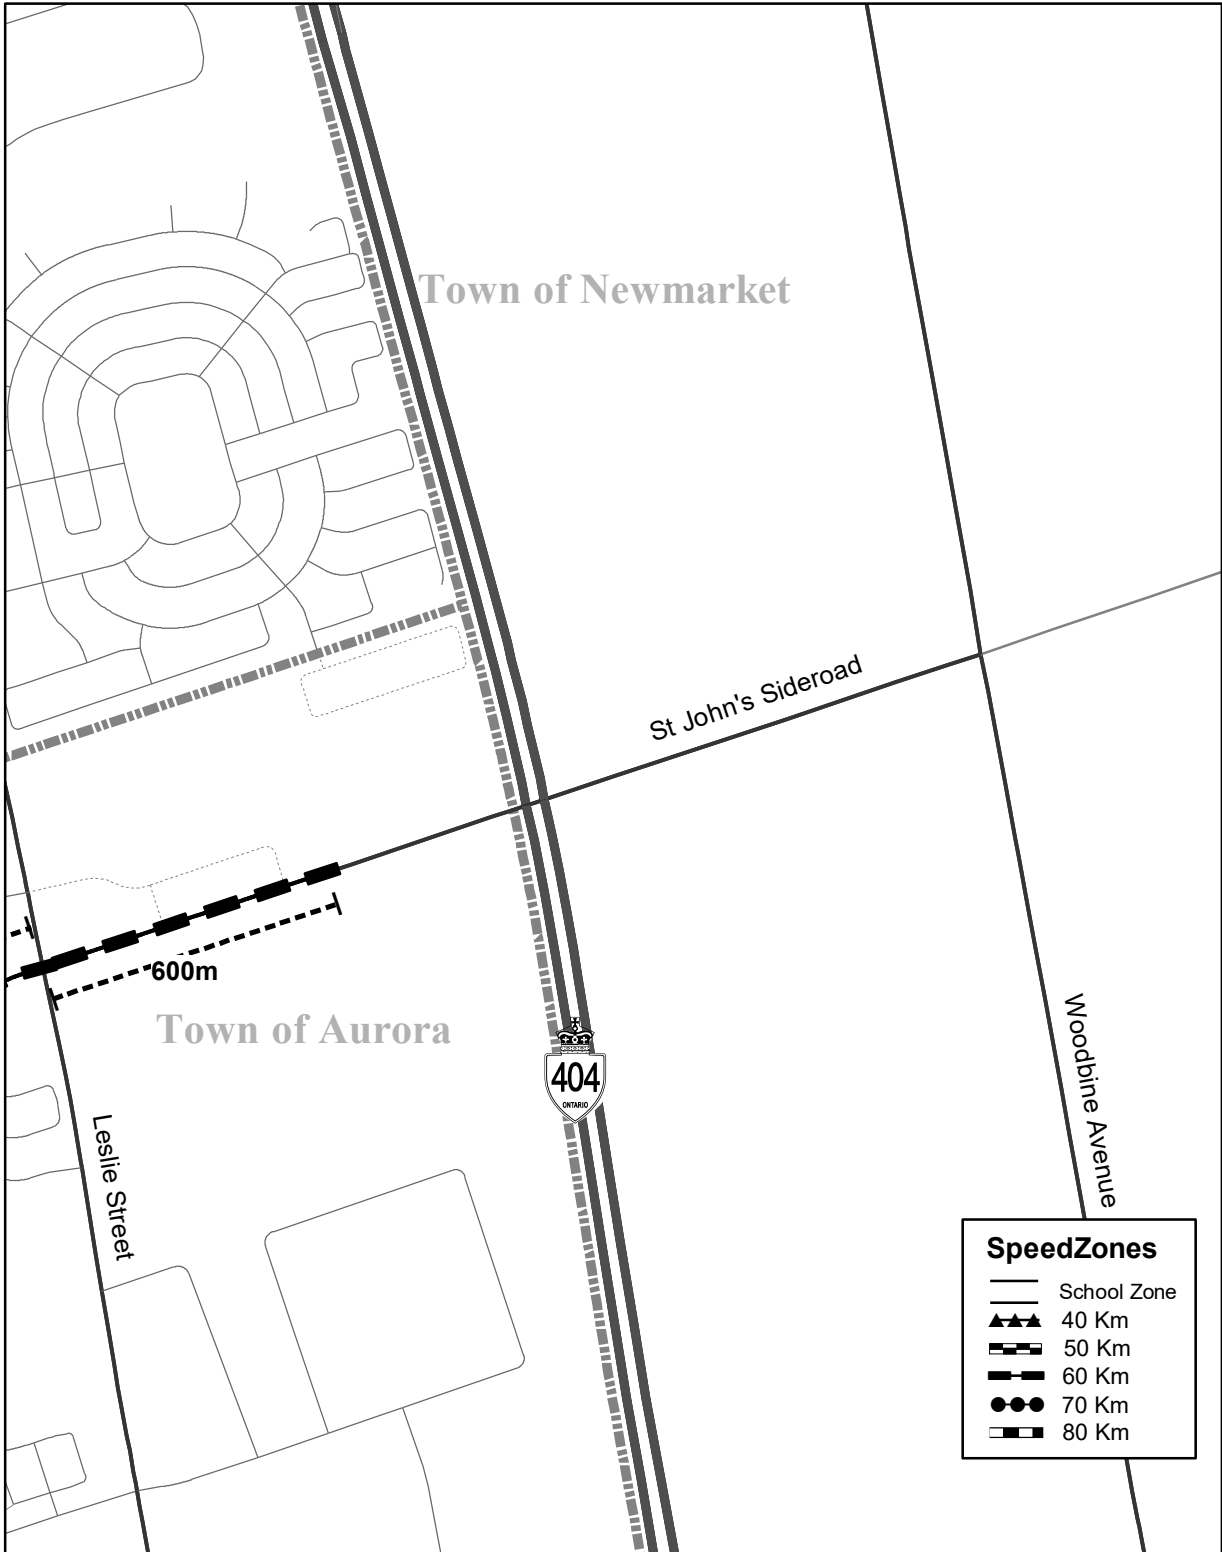 Town of Newmarket
St John's Sideroad
600m
Town of Aurora
404
ONTARIO
Woodbine Avenue
Leslie Street
SpeedZones
School Zone
40 Km
50 Km
60 Km
70 Km
80 Km